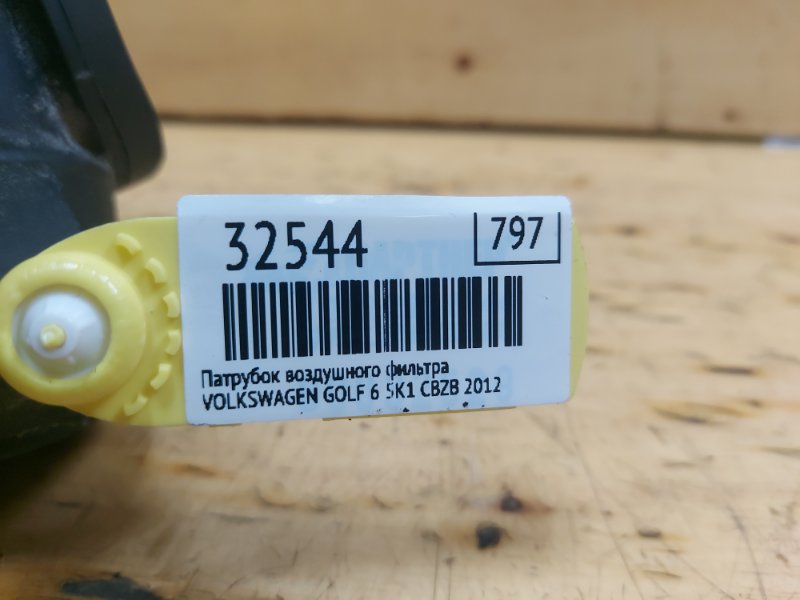 32544
797
Патрубок воздушного фильтра
VOLKSWAGEN GOLF 6 5K1 CBZB 2012